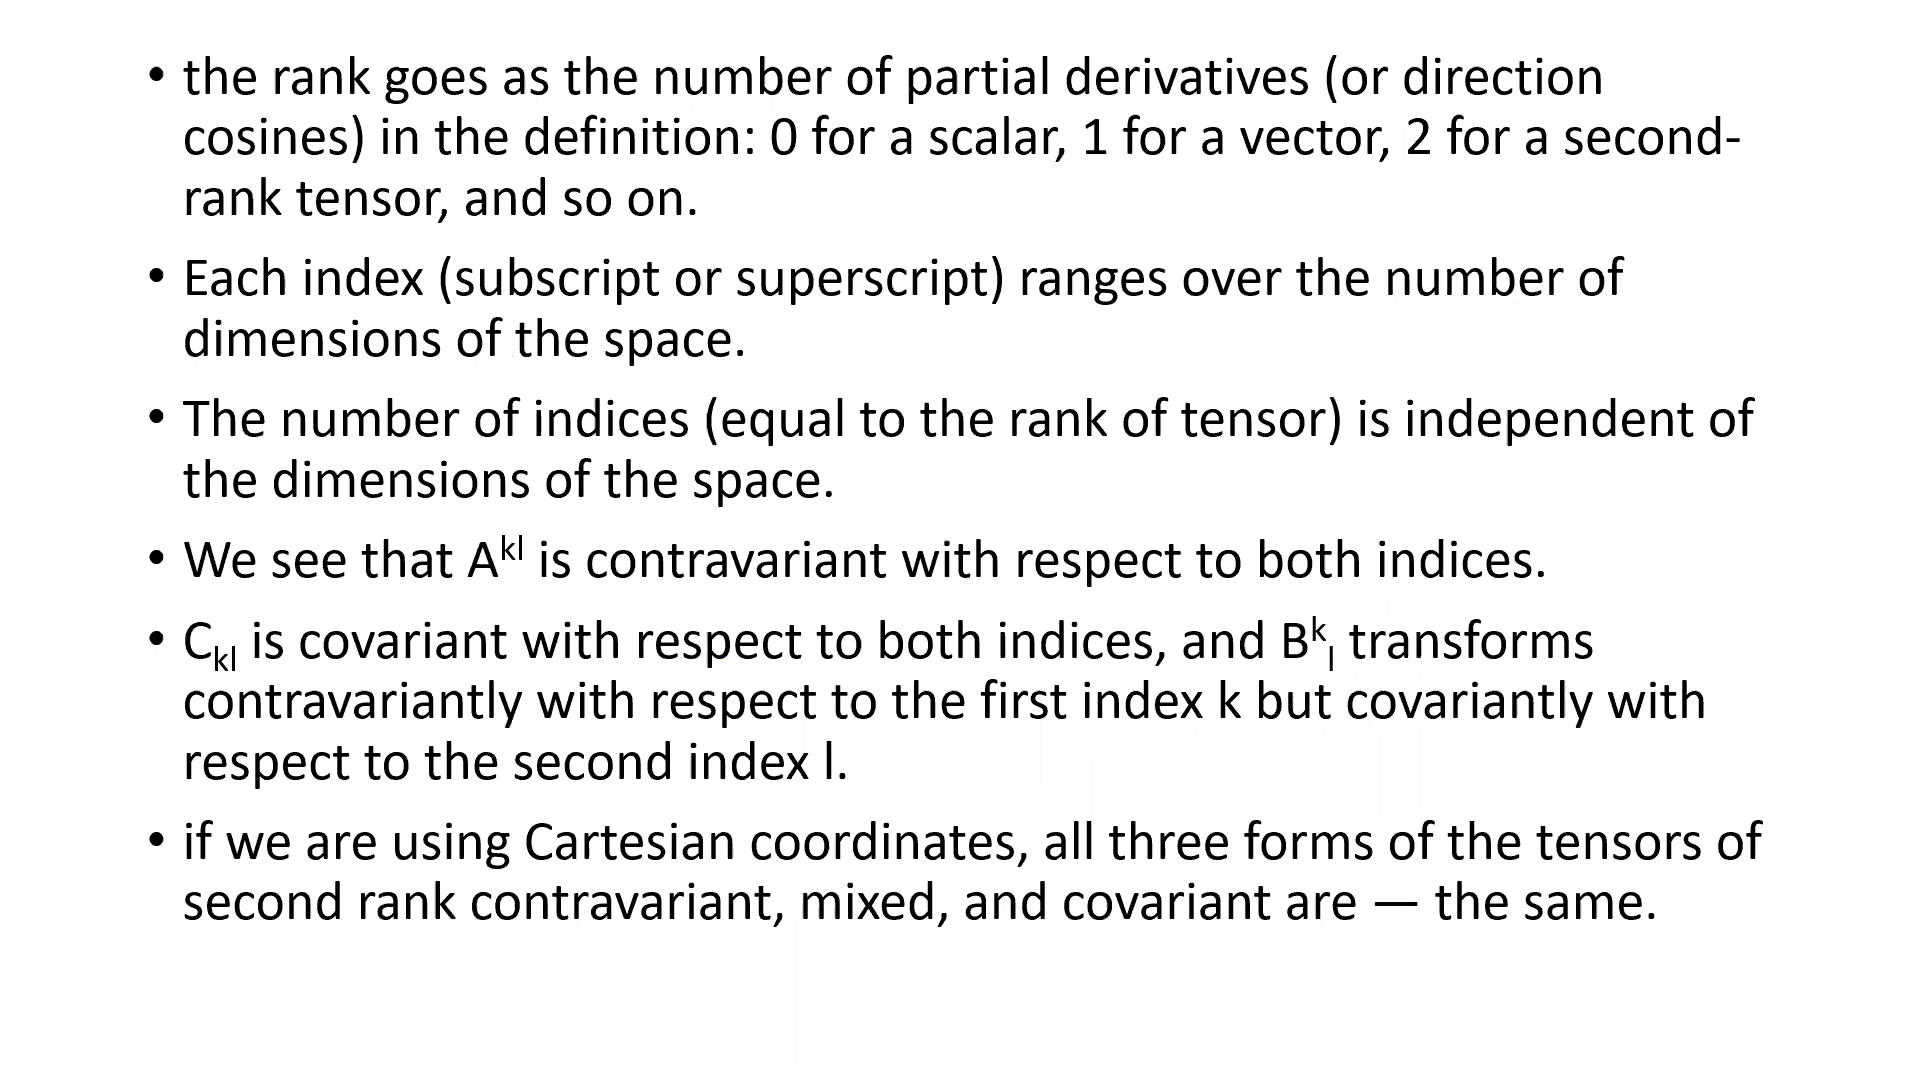 • the rank goes as the number of partial derivatives (or direction
cosines) in the definition: 0 for a scalar, 1 for a vector, 2 for a second-
rank tensor, and so on.
• Each index (subscript or superscript) ranges over the number of
dimensions of the space.
• The number of indices (equal to the rank of tensor) is independent of
the dimensions of the space.
• We see that A^kl is contravariant with respect to both indices.
• C_kl is covariant with respect to both indices, and B^k_l transforms
contravariantly with respect to the first index k but covariantly with
respect to the second index l.
• if we are using Cartesian coordinates, all three forms of the tensors of
second rank contravariant, mixed, and covariant are — the same.